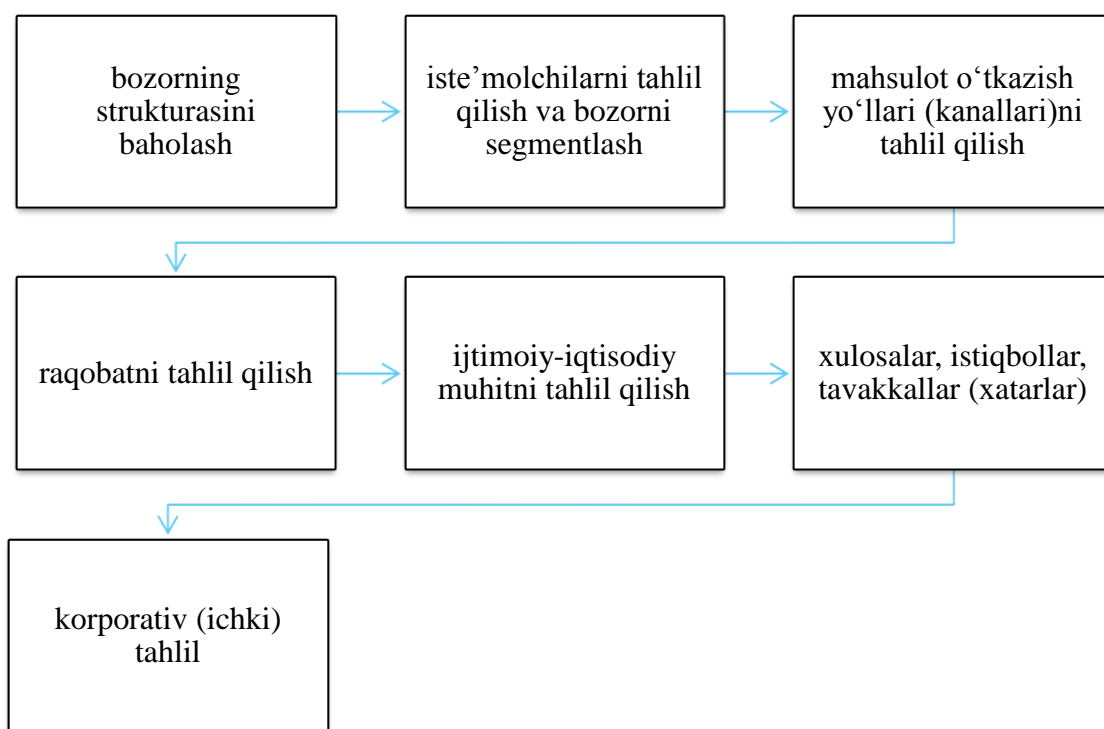 bozorning
strukturasini
baholash
iste’molchilarni tahlil
qilish va bozorni
segmentlash
mahsulot o‘tkazish
yo‘llari (kanallari)ni
tahlil qilish
raqobatni tahlil qilish
ijtimoiy-iqtisodiy
muhitni tahlil qilish
xulosalar, istiqbollar,
tavakkallar (xatarlar)
korporativ (ichki)
tahlil